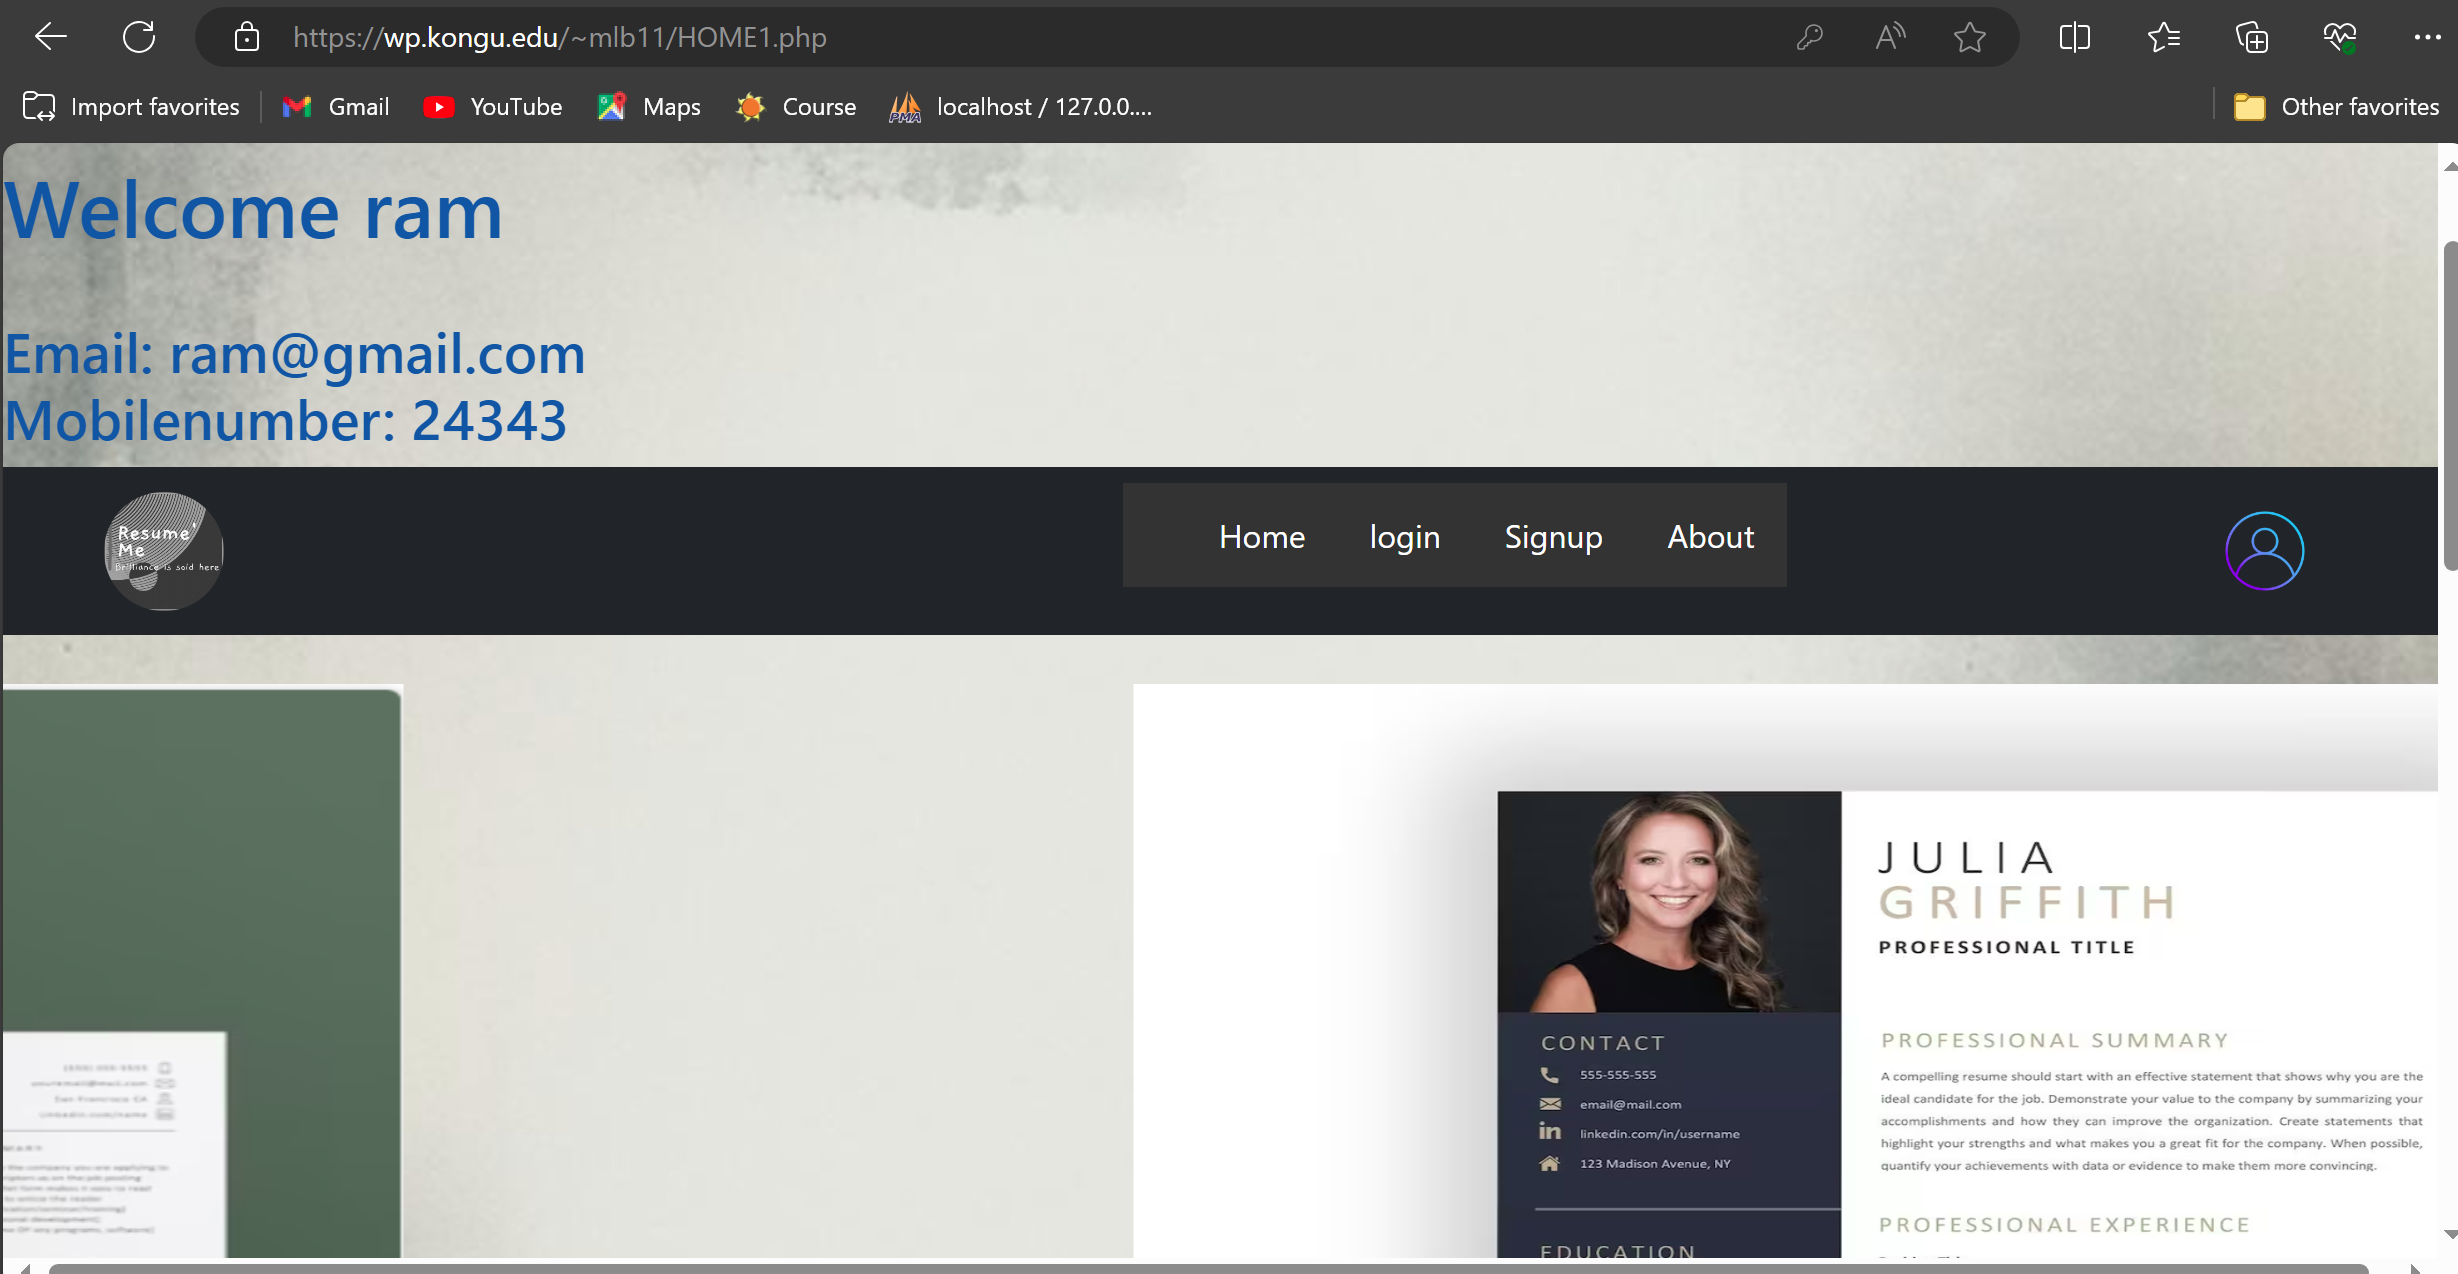 https://wp.kongu.edu/~mlb11/HOME1.php
Import favorites
Gmail
YouTube
Maps
Course
PMA
localhost / 127.0.0....
Other favorites
Welcome ram
Email: ram@gmail.com
Mobilenumber: 24343
Resume'
Me
Brilliance is sold here
Home
login
Signup
About
San Francisco CA
JULIA
GRIFFITH
PROFESSIONAL TITLE
CONTACT
555-555-555
email@mail.com
linkedin.com/in/username
123 Madison Avenue, NY
EDUCATION
PROFESSIONAL SUMMARY
A compelling resume should start with an effective statement that shows why you are the
ideal candidate for the job. Demonstrate your value to the company by summarizing your
accomplishments and how they can improve the organization. Create statements that
highlight your strengths and what makes you a great fit for the company. When possible,
quantify your achievements with data or evidence to make them more convincing.
PROFESSIONAL EXPERIENCE